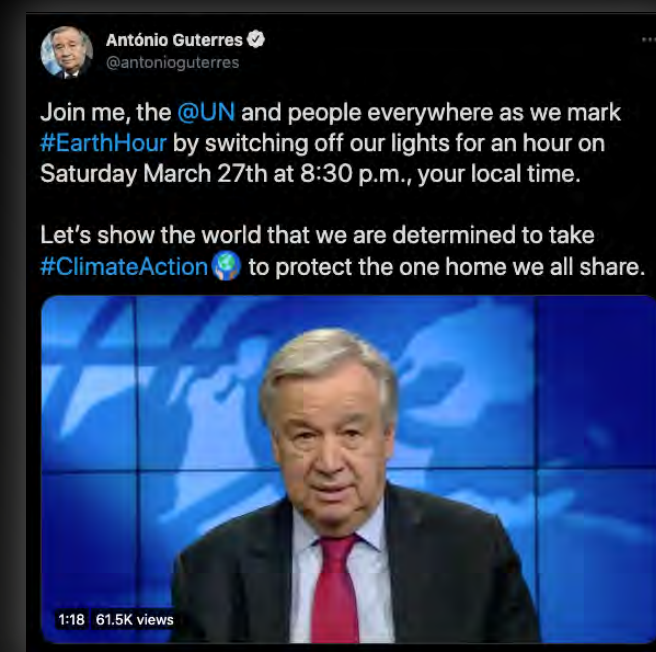 António Guterres
@antonioguterres
Join me, the @UN and people everywhere as we mark
#EarthHour by switching off our lights for an hour on
Saturday March 27th at 8:30 p.m., your local time.
Let's show the world that we are determined to take
#ClimateAction🌍 to protect the one home we all share.
1:18 61.5K views